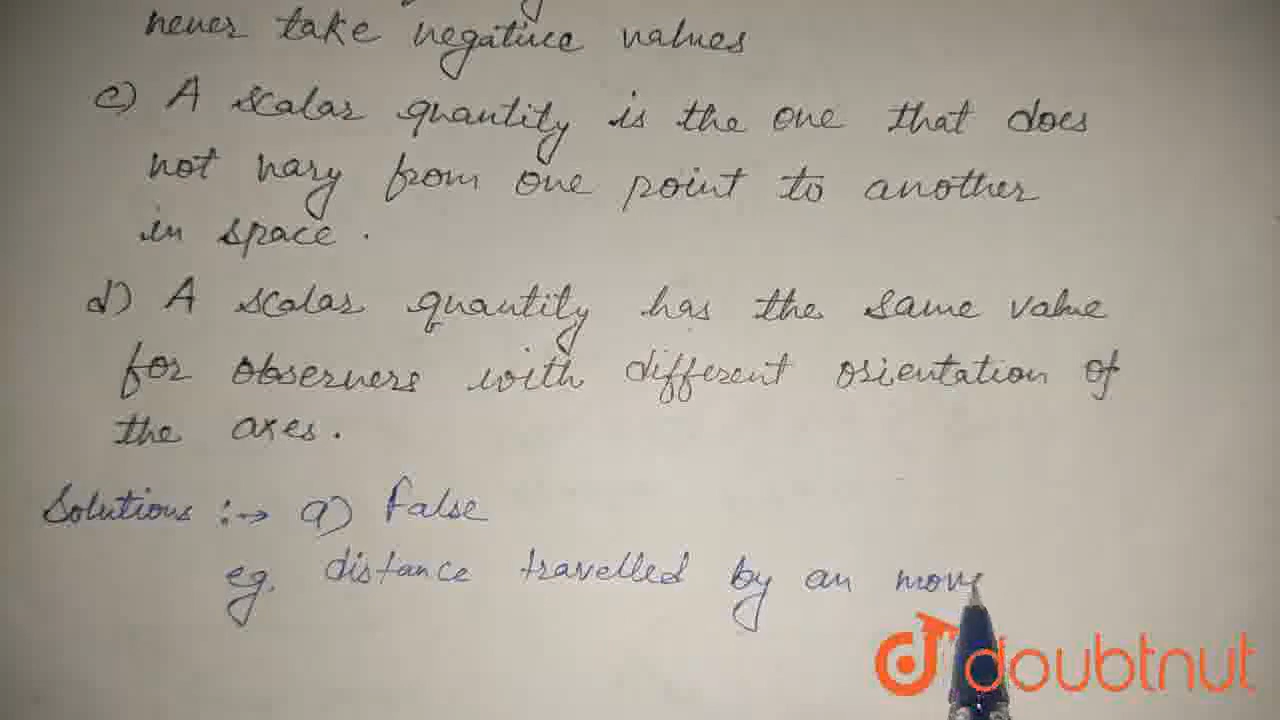 never take negative values
c) A scalar quantity is the one that does
not vary from one point to another
in space.
d) A scalar quantity has the same value
for observers with different orientation of
the axes.
Solutions :→ a) False
eg. distance travelled by an mov
doubtnut